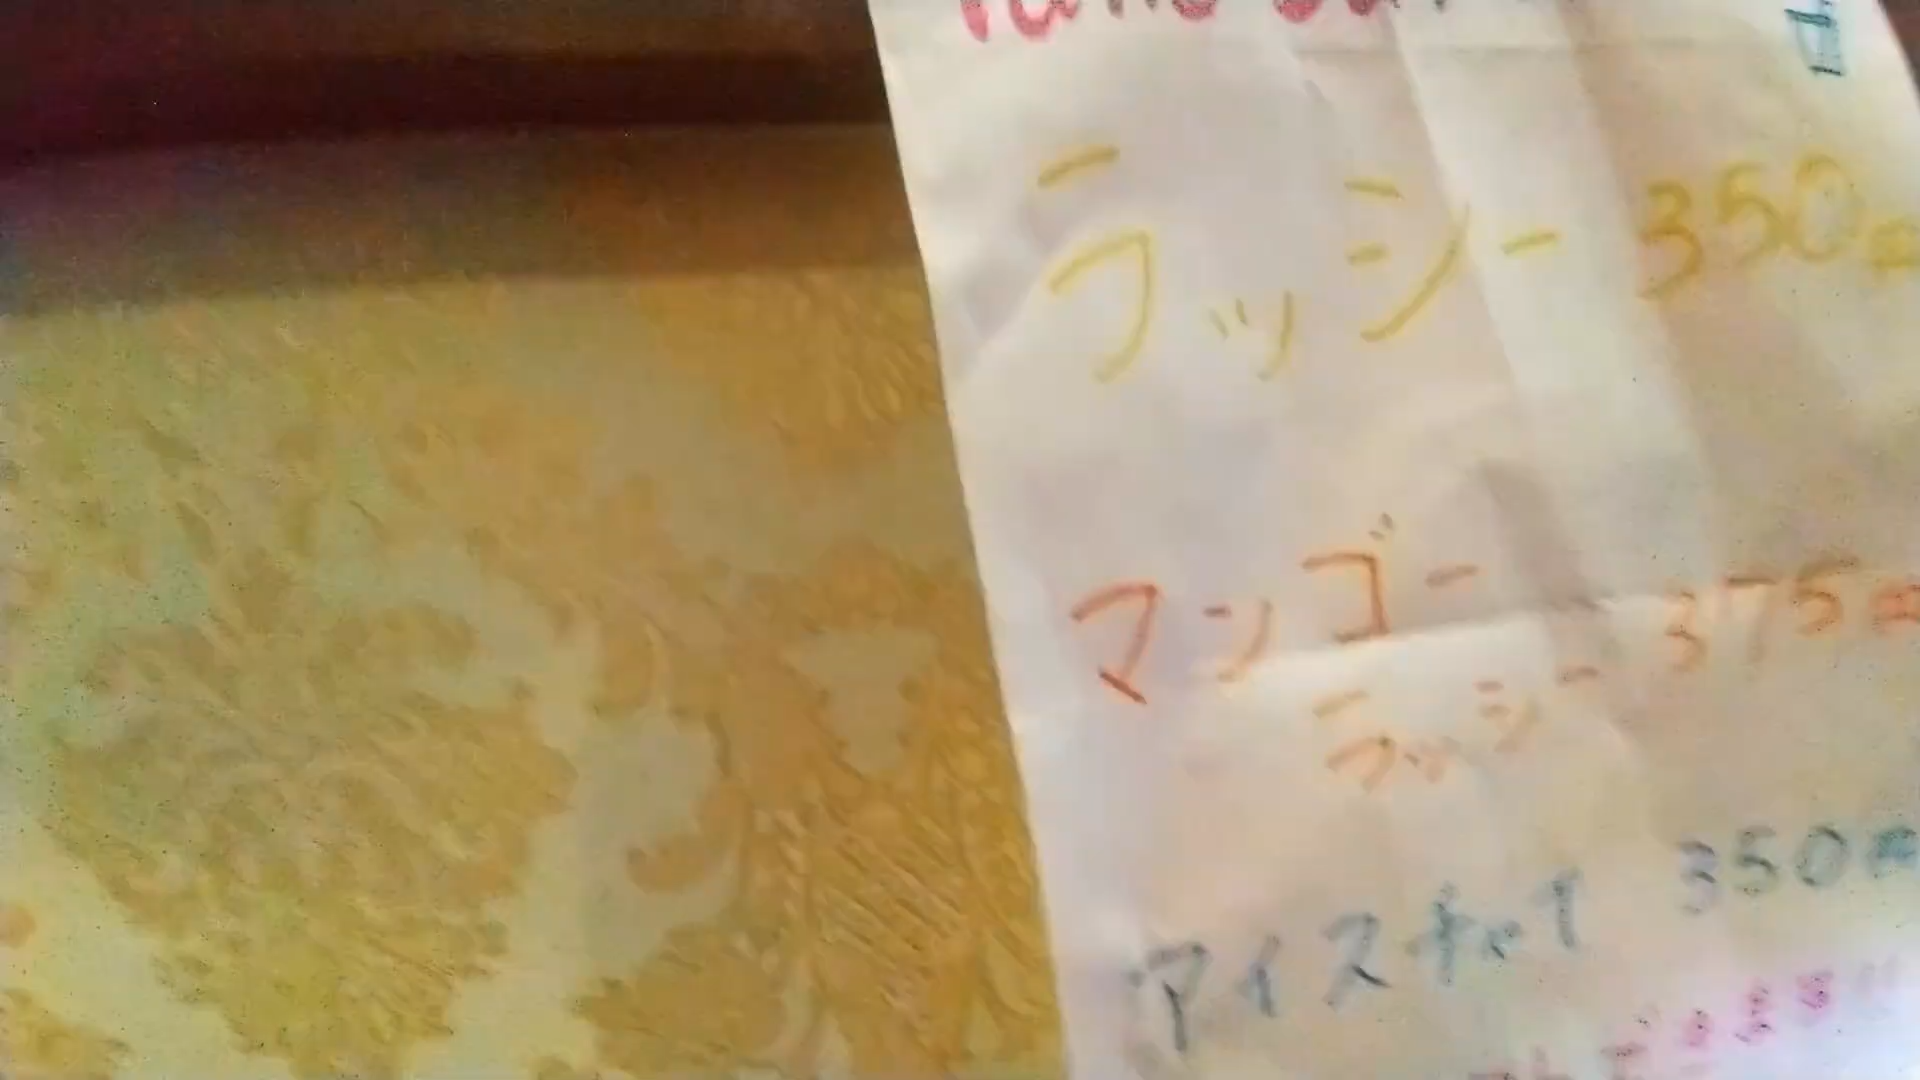 ラッシー 350円
マンゴー
ラッシー 375円
アイスチャイ 350円